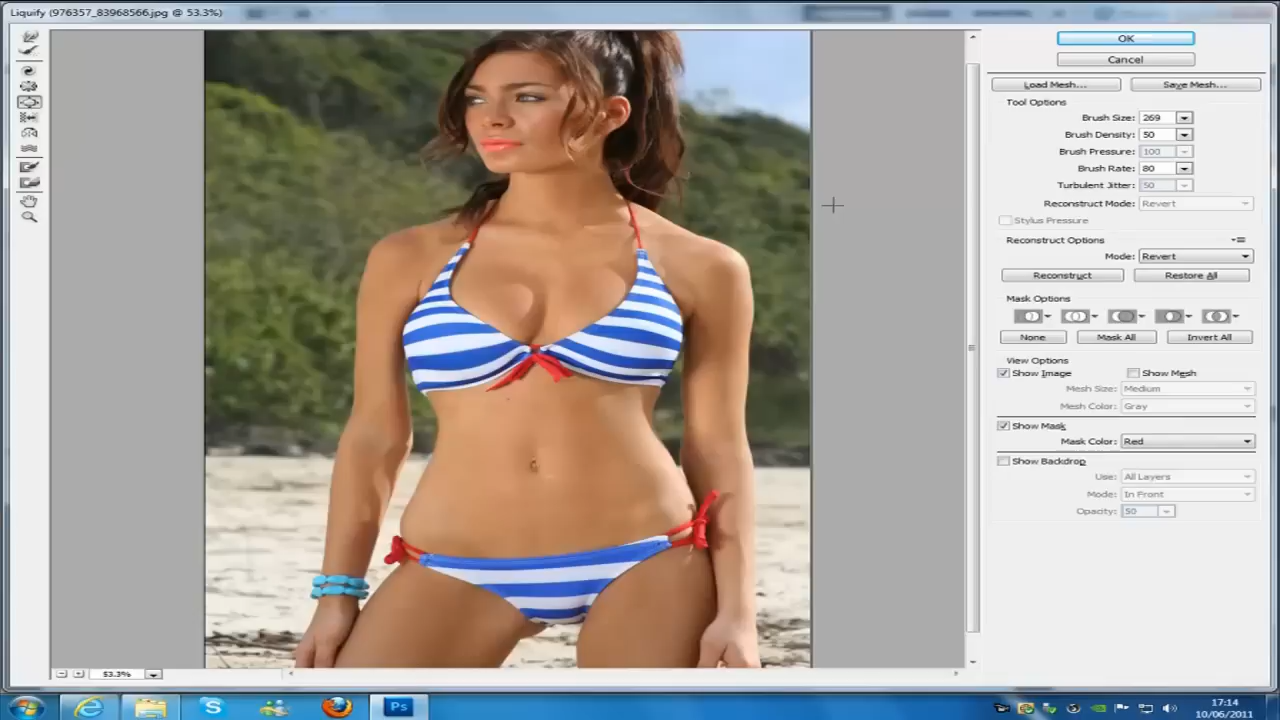 Liquify (976357_83968566.jpg @ 53.3%)
OK
Cancel
Load Mesh...
Save Mesh...
Tool Options
Brush Size: 269
Brush Density: 50
Brush Pressure: 100
Brush Rate: 80
Turbulent Jitter: 50
Reconstruct Mode: Revert
Stylus Pressure
Reconstruct Options
Mode: Revert
Reconstruct
Restore All
Mask Options
None
Mask All
Invert All
View Options
Show Image
Show Mesh
Mesh Size: Medium
Mesh Color: Gray
Show Mask
Mask Color: Red
Show Backdrop
Use: All Layers
Mode: In Front
Opacity: 50
53.3%
Ps
17:14
10/06/2011